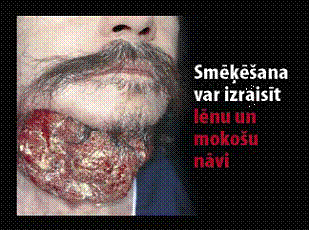 Smēķēšana
var izraisīt
lēnu un
mokošu
nāvi